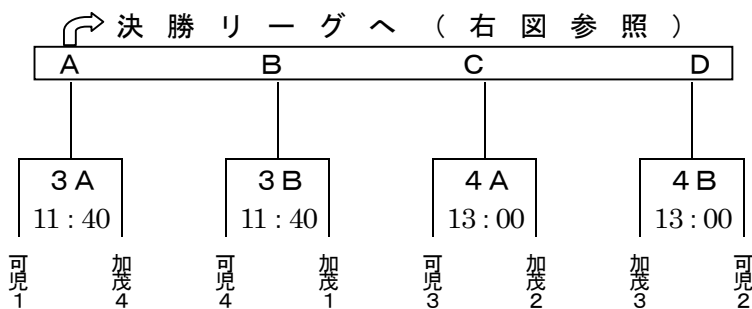 決勝リーグへ(右図参照)
A B C D
3A 3B 4A 4B
11:40 11:40 13:00 13:00
可児1 加茂4 可児4 加茂1 可児3 加茂2 加茂3 可児2